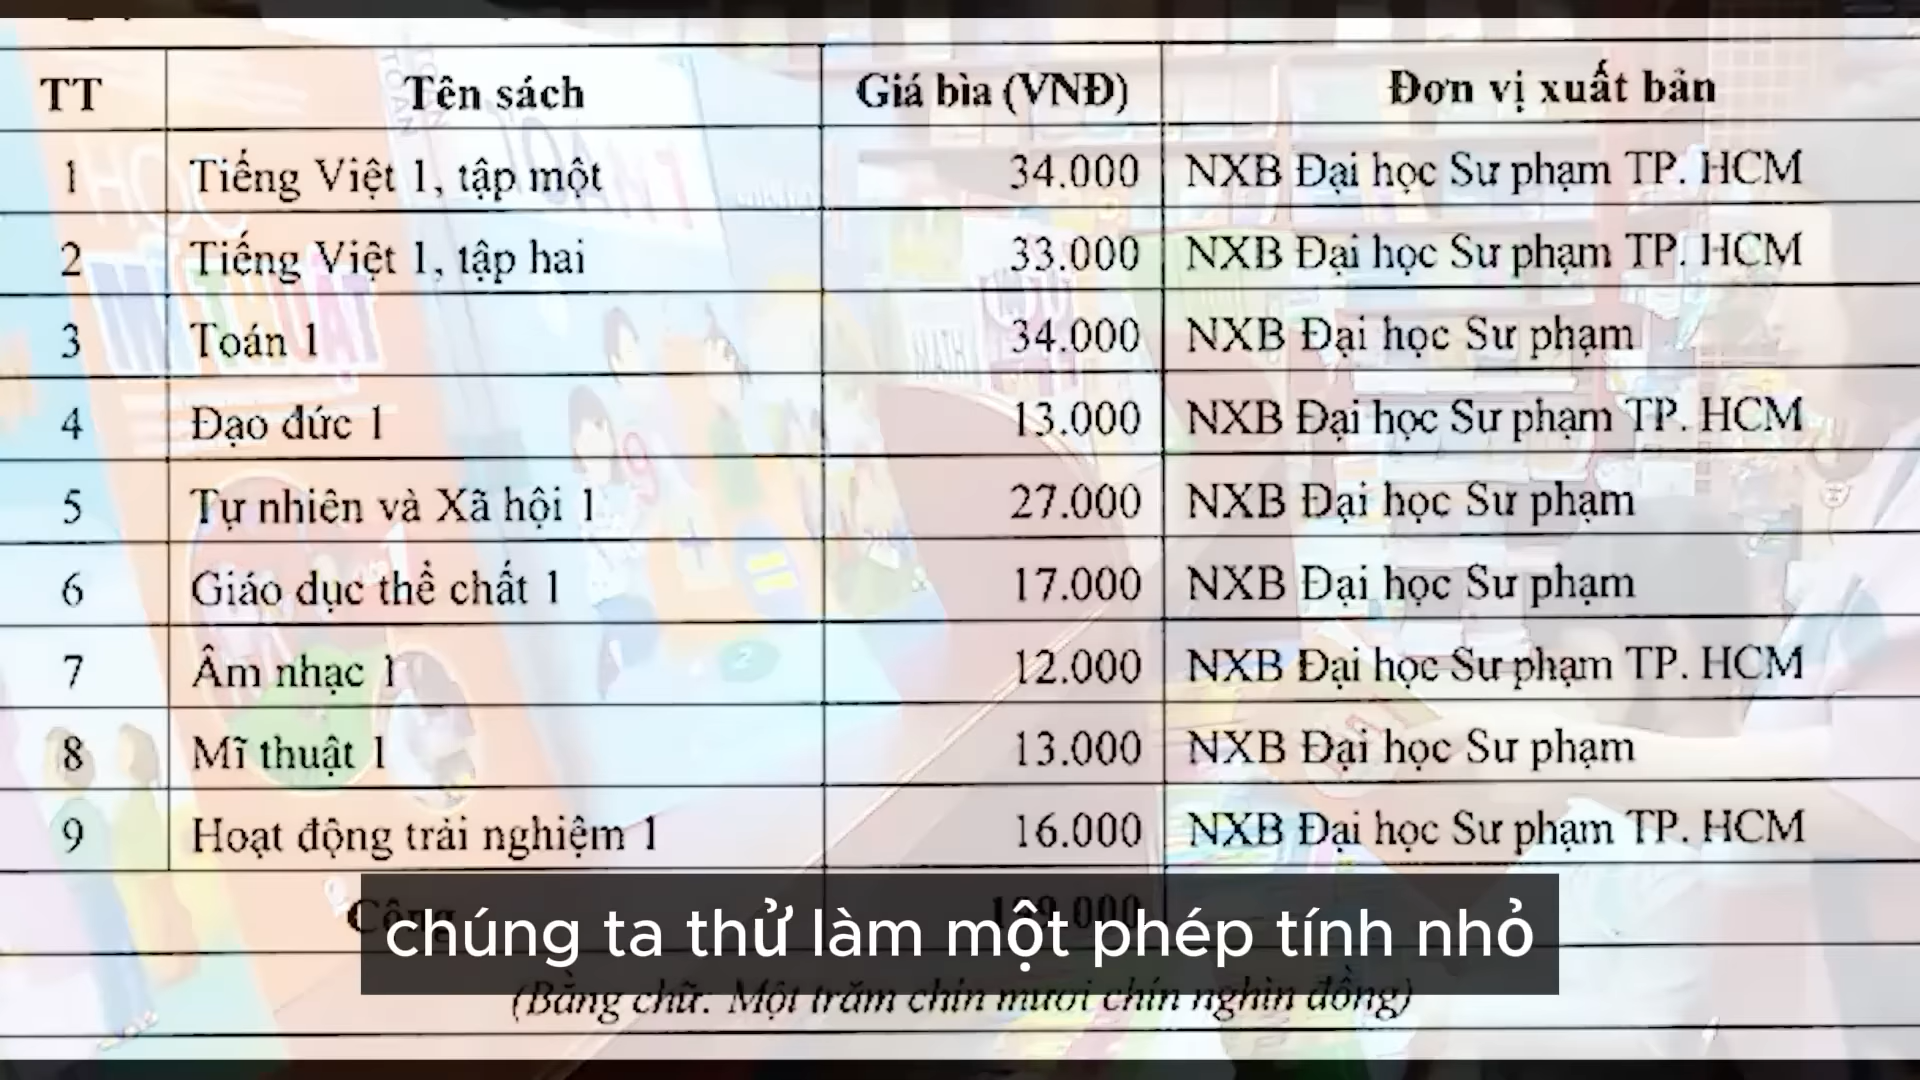 TT Tên sách Giá bìa (VNĐ) Đơn vị xuất bản
1 Tiếng Việt 1, tập một 34.000 NXB Đại học Sư phạm TP. HCM
2 Tiếng Việt 1, tập hai 33.000 NXB Đại học Sư phạm TP. HCM
3 Toán 1 34.000 NXB Đại học Sư phạm
4 Đạo đức 1 13.000 NXB Đại học Sư phạm TP. HCM
5 Tự nhiên và Xã hội 1 27.000 NXB Đại học Sư phạm
6 Giáo dục thể chất 1 17.000 NXB Đại học Sư phạm
7 Âm nhạc 1 12.000 NXB Đại học Sư phạm TP. HCM
8 Mĩ thuật 1 13.000 NXB Đại học Sư phạm
9 Hoạt động trải nghiệm 1 16.000 NXB Đại học Sư phạm TP. HCM
Cộng 199.000
chúng ta thử làm một phép tính nhỏ
(Bằng chữ: Một trăm chín mươi chín nghìn đồng)